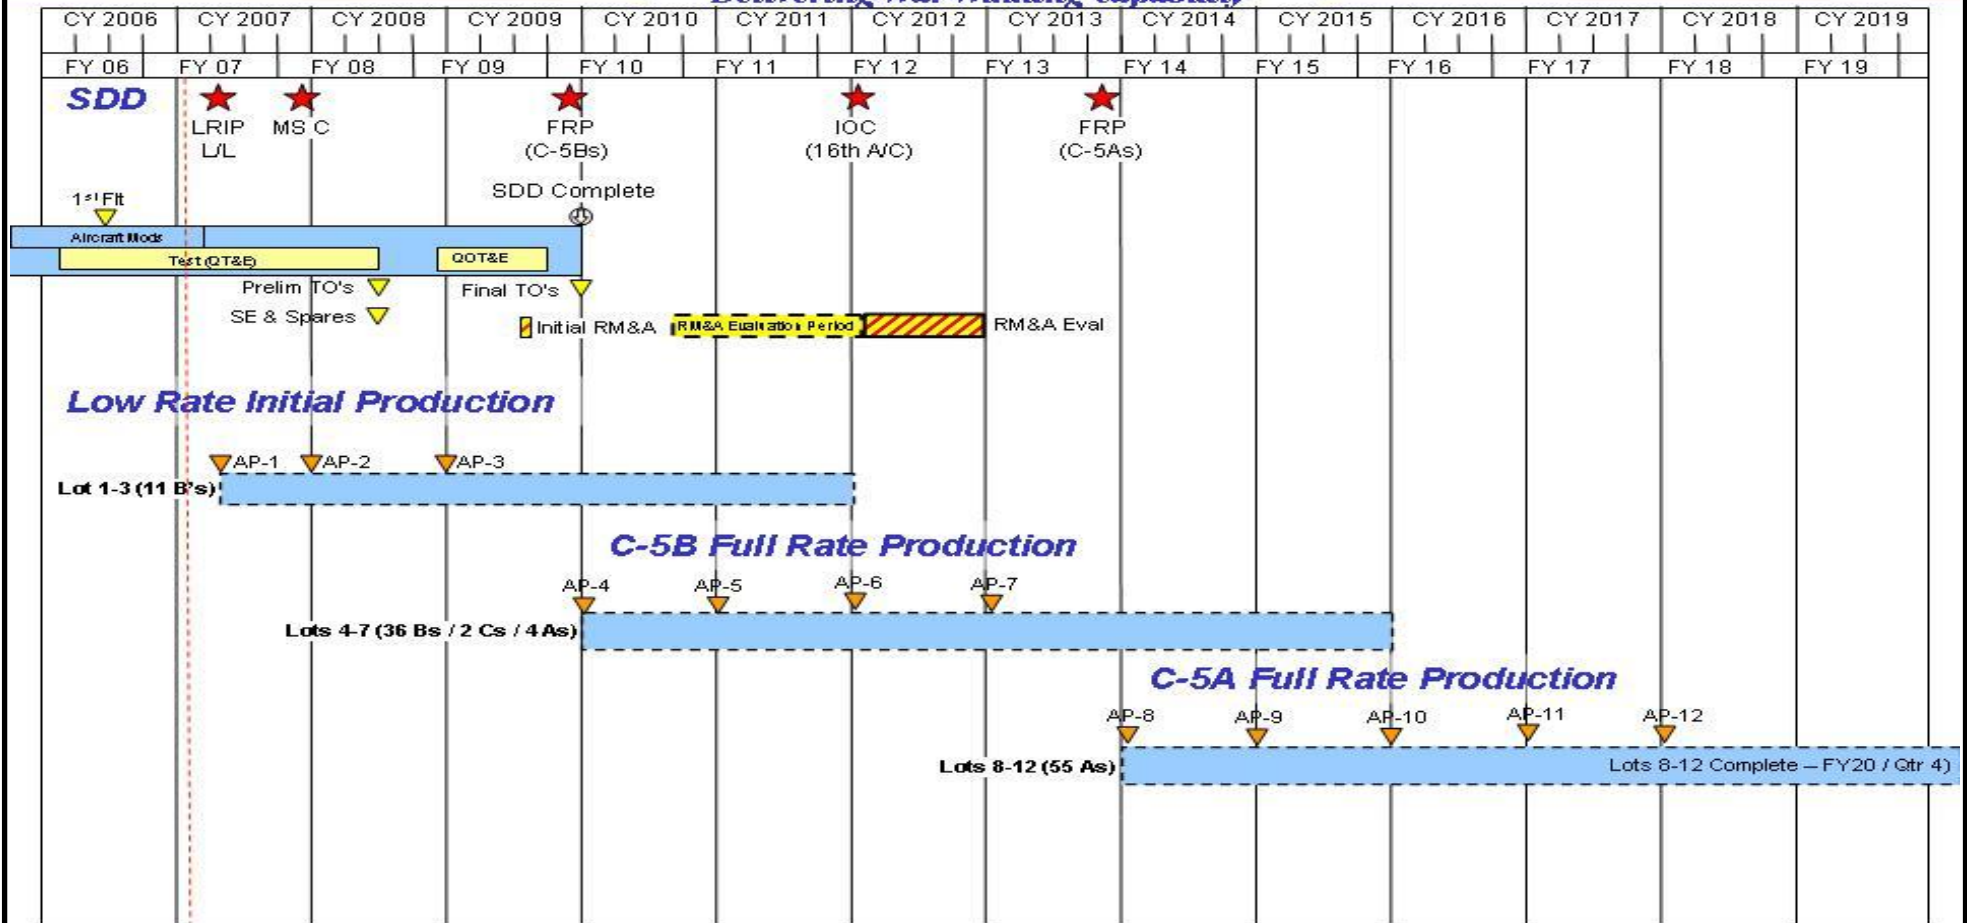 Delivering War-Winning Capability
CY 2006 CY 2007 CY 2008 CY 2009 CY 2010 CY 2011 CY 2012 CY 2013 CY 2014 CY 2015 CY 2016 CY 2017 CY 2018 CY 2019
FY 06 FY 07 FY 08 FY 09 FY 10 FY 11 FY 12 FY 13 FY 14 FY 15 FY 16 FY 17 FY 18 FY 19
SDD
LRIP MS C FRP IOC FRP
L/L (C-5Bs) (16th A/C) (C-5As)
SDD Complete
1st Flt
Aircraft Mods
Test (QT&E) QOT&E
Prelim TO's Final TO's
SE & Spares
Initial RM&A RM&A Evaluation Period RM&A Eval
Low Rate Initial Production
AP-1 AP-2 AP-3
Lot 1-3 (11 B's)
C-5B Full Rate Production
AP-4 AP-5 AP-6 AP-7
Lots 4-7 (36 Bs / 2 Cs / 4 As)
C-5A Full Rate Production
AP-8 AP-9 AP-10 AP-11 AP-12
Lots 8-12 (55 As) Lots 8-12 Complete – FY20 / Qtr 4)